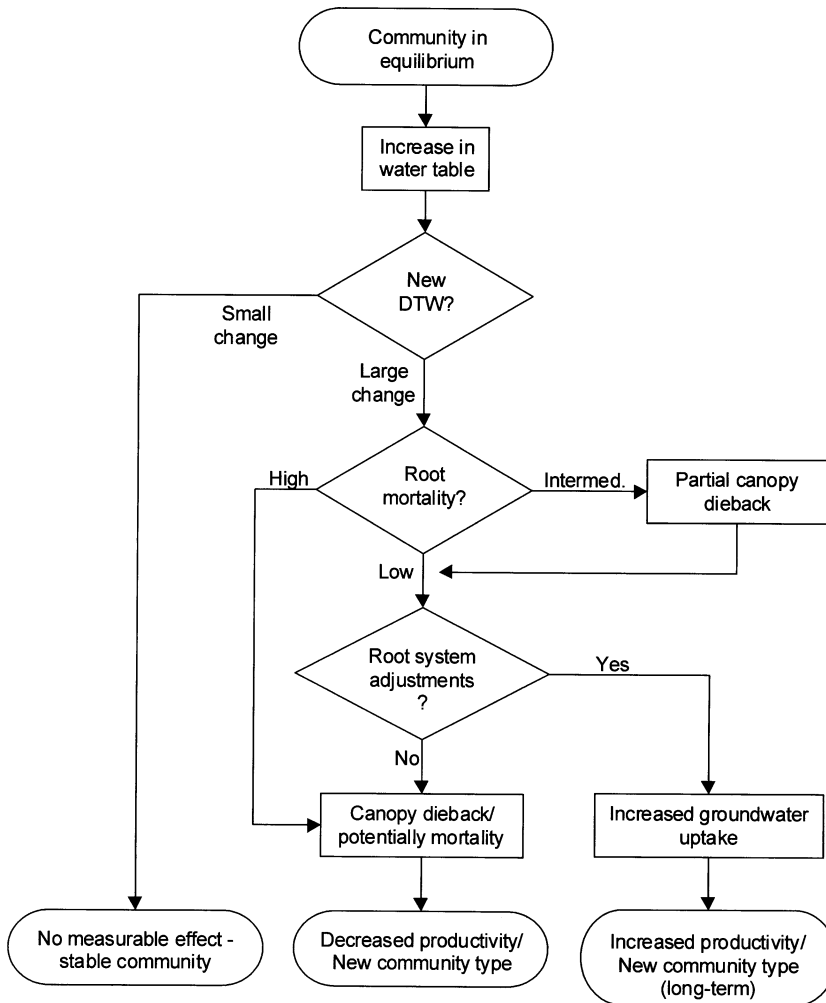 Community in
equilibrium
Increase in
water table
New
DTW?
Small
change
Large
change
Root
mortality?
High
Intermed.
Partial canopy
dieback
Low
Root system
adjustments
?
Yes
No
Canopy dieback/
potentially mortality
Increased groundwater
uptake
No measurable effect -
stable community
Decreased productivity/
New community type
Increased productivity/
New community type
(long-term)